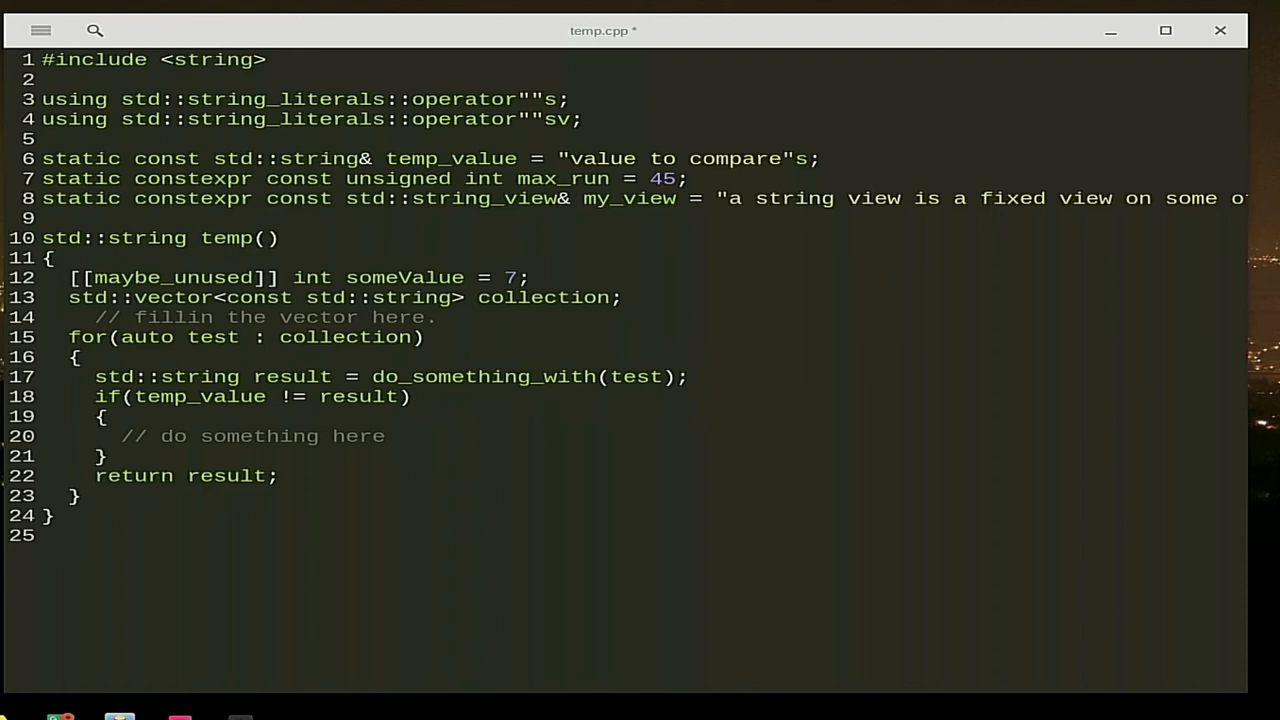 temp.cpp *
1 #include <string>
2
3 using std::string_literals::operator""s;
4 using std::string_literals::operator""sv;
5
6 static const std::string& temp_value = "value to compare"s;
7 static constexpr const unsigned int max_run = 45;
8 static constexpr const std::string_view& my_view = "a string view is a fixed view on some
9
10 std::string temp()
11 {
12   [[maybe_unused]] int someValue = 7;
13   std::vector<const std::string> collection;
14     // fillin the vector here.
15   for(auto test : collection)
16   {
17     std::string result = do_something_with(test);
18     if(temp_value != result)
19     {
20       // do something here
21     }
22     return result;
23   }
24 }
25